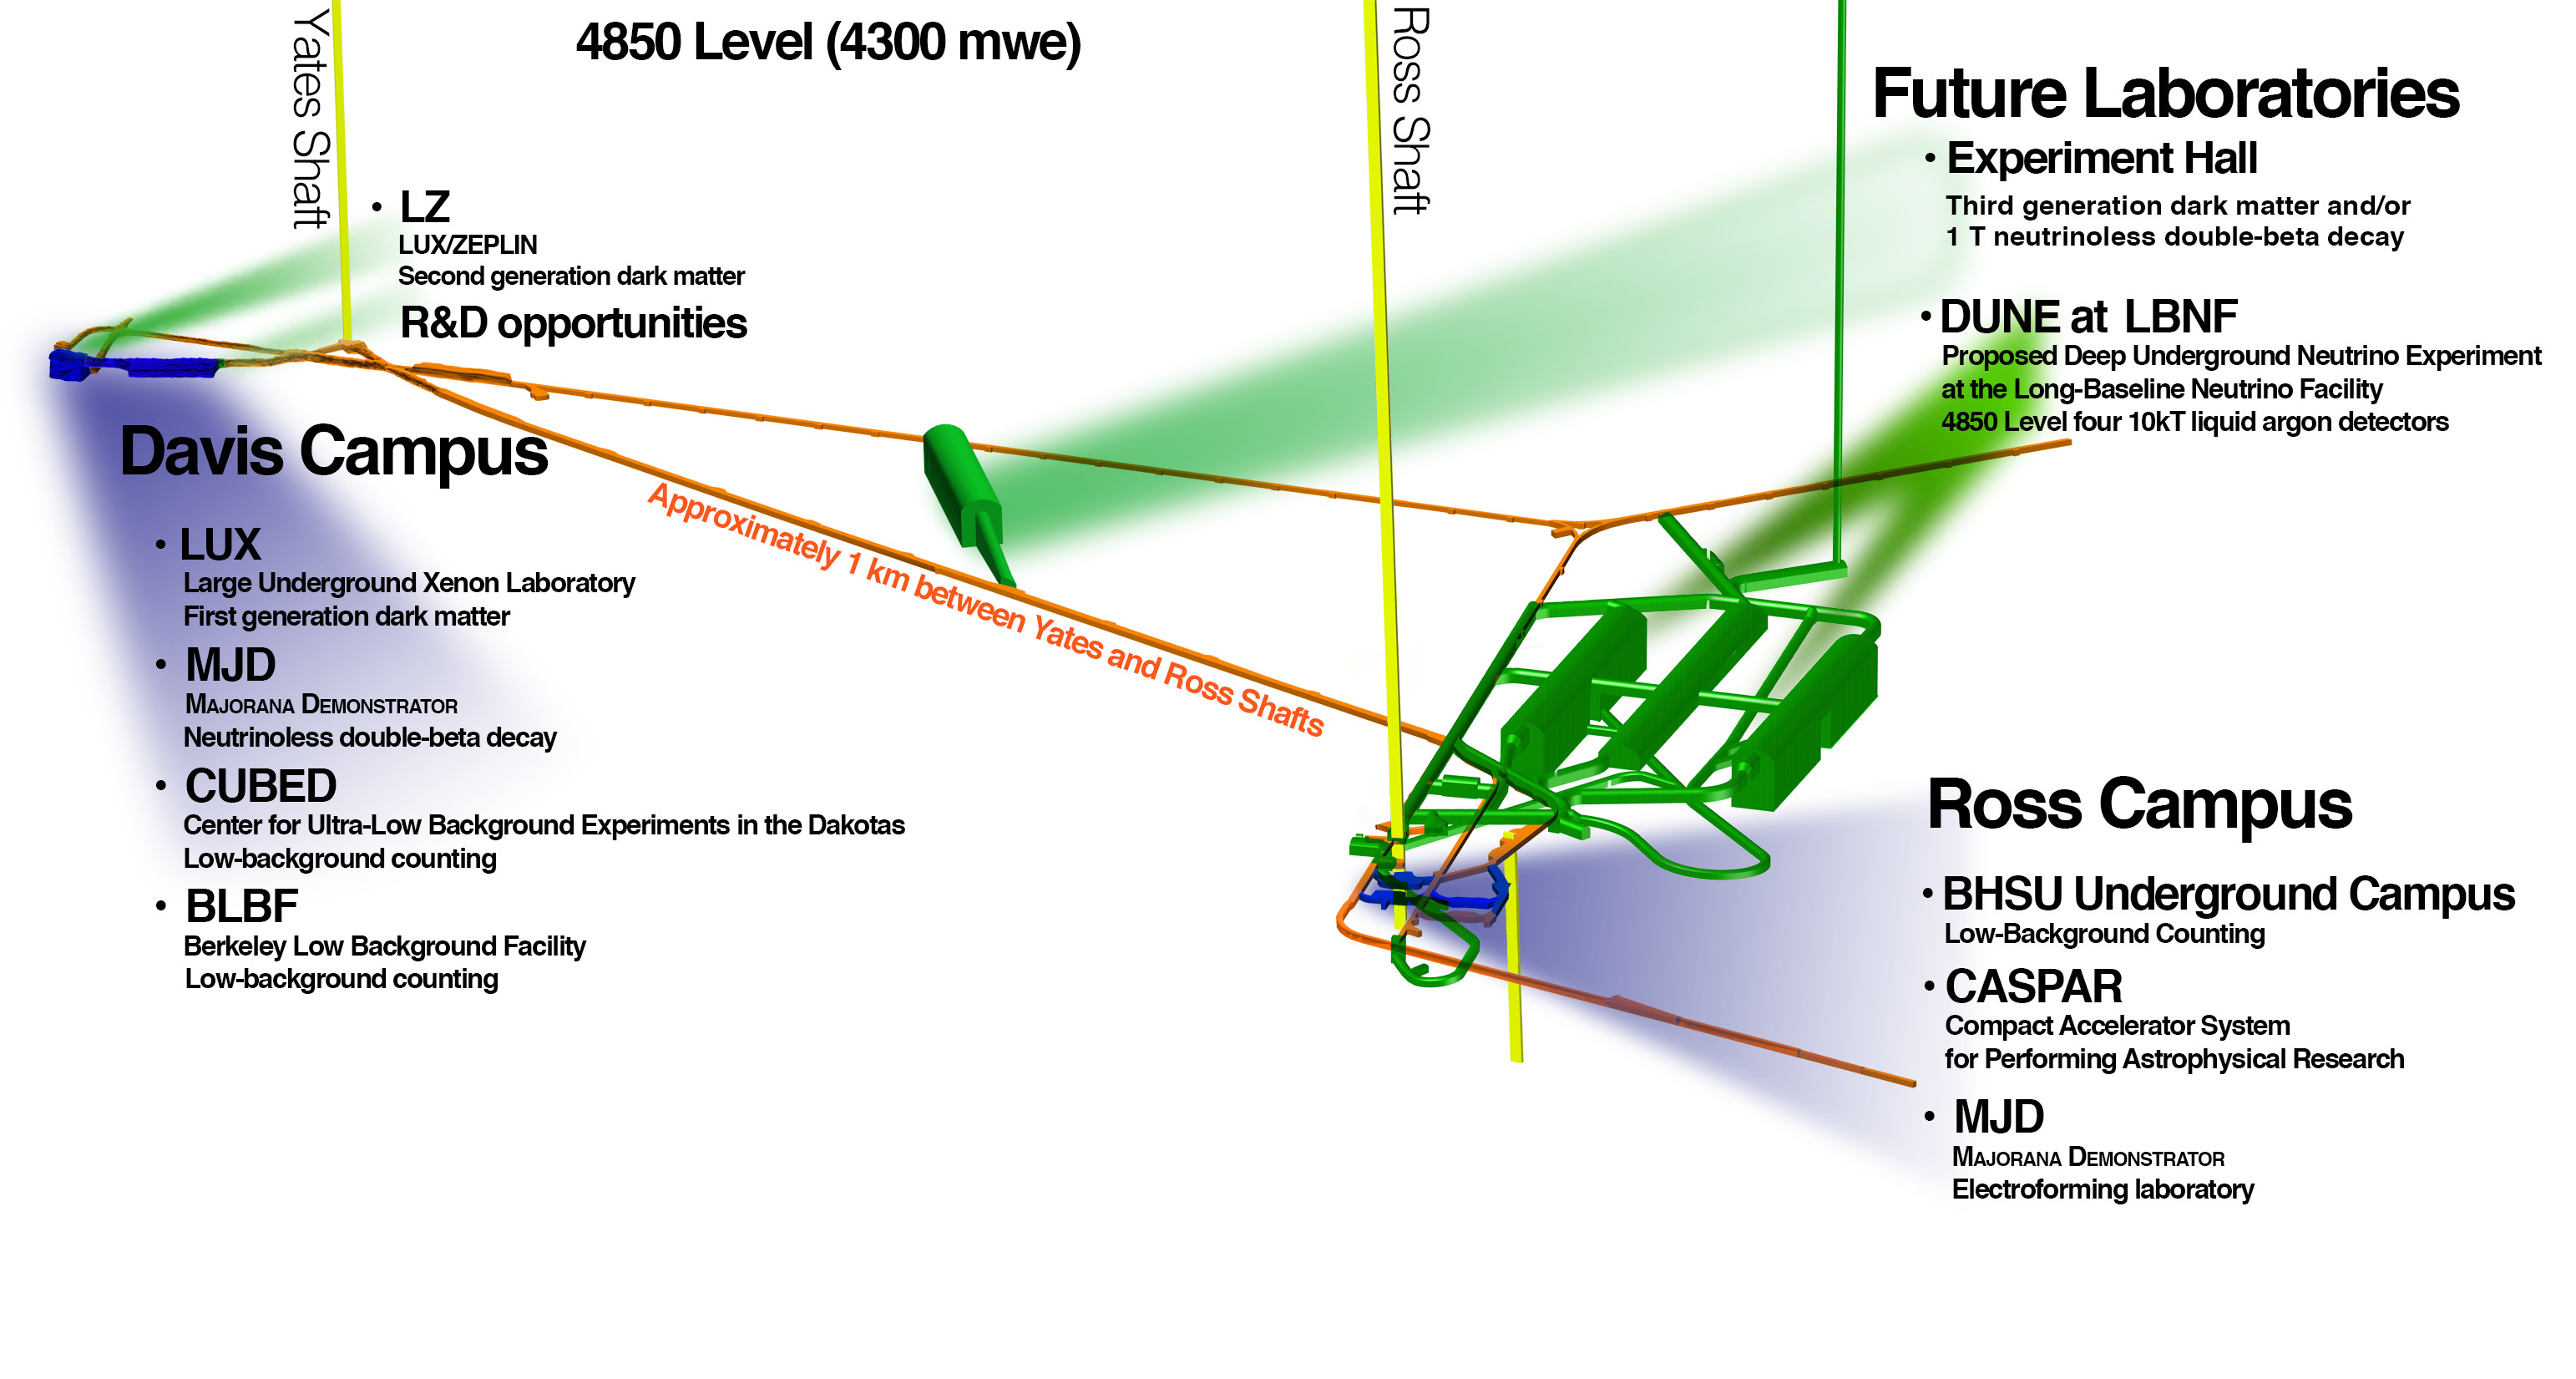 4850 Level (4300 mwe)
Yates Shaft
Ross Shaft
• LZ
LUX/ZEPLIN
Second generation dark matter
R&D opportunities
Davis Campus
• LUX
Large Underground Xenon Laboratory
First generation dark matter
• MJD
MAJORANA DEMONSTRATOR
Neutrinoless double-beta decay
• CUBED
Center for Ultra-Low Background Experiments in the Dakotas
Low-background counting
• BLBF
Berkeley Low Background Facility
Low-background counting
Approximately 1 km between Yates and Ross Shafts
Future Laboratories
• Experiment Hall
Third generation dark matter and/or
1 T neutrinoless double-beta decay
• DUNE at LBNF
Proposed Deep Underground Neutrino Experiment
at the Long-Baseline Neutrino Facility
4850 Level four 10kT liquid argon detectors
Ross Campus
• BHSU Underground Campus
Low-Background Counting
• CASPAR
Compact Accelerator System
for Performing Astrophysical Research
• MJD
MAJORANA DEMONSTRATOR
Electroforming laboratory